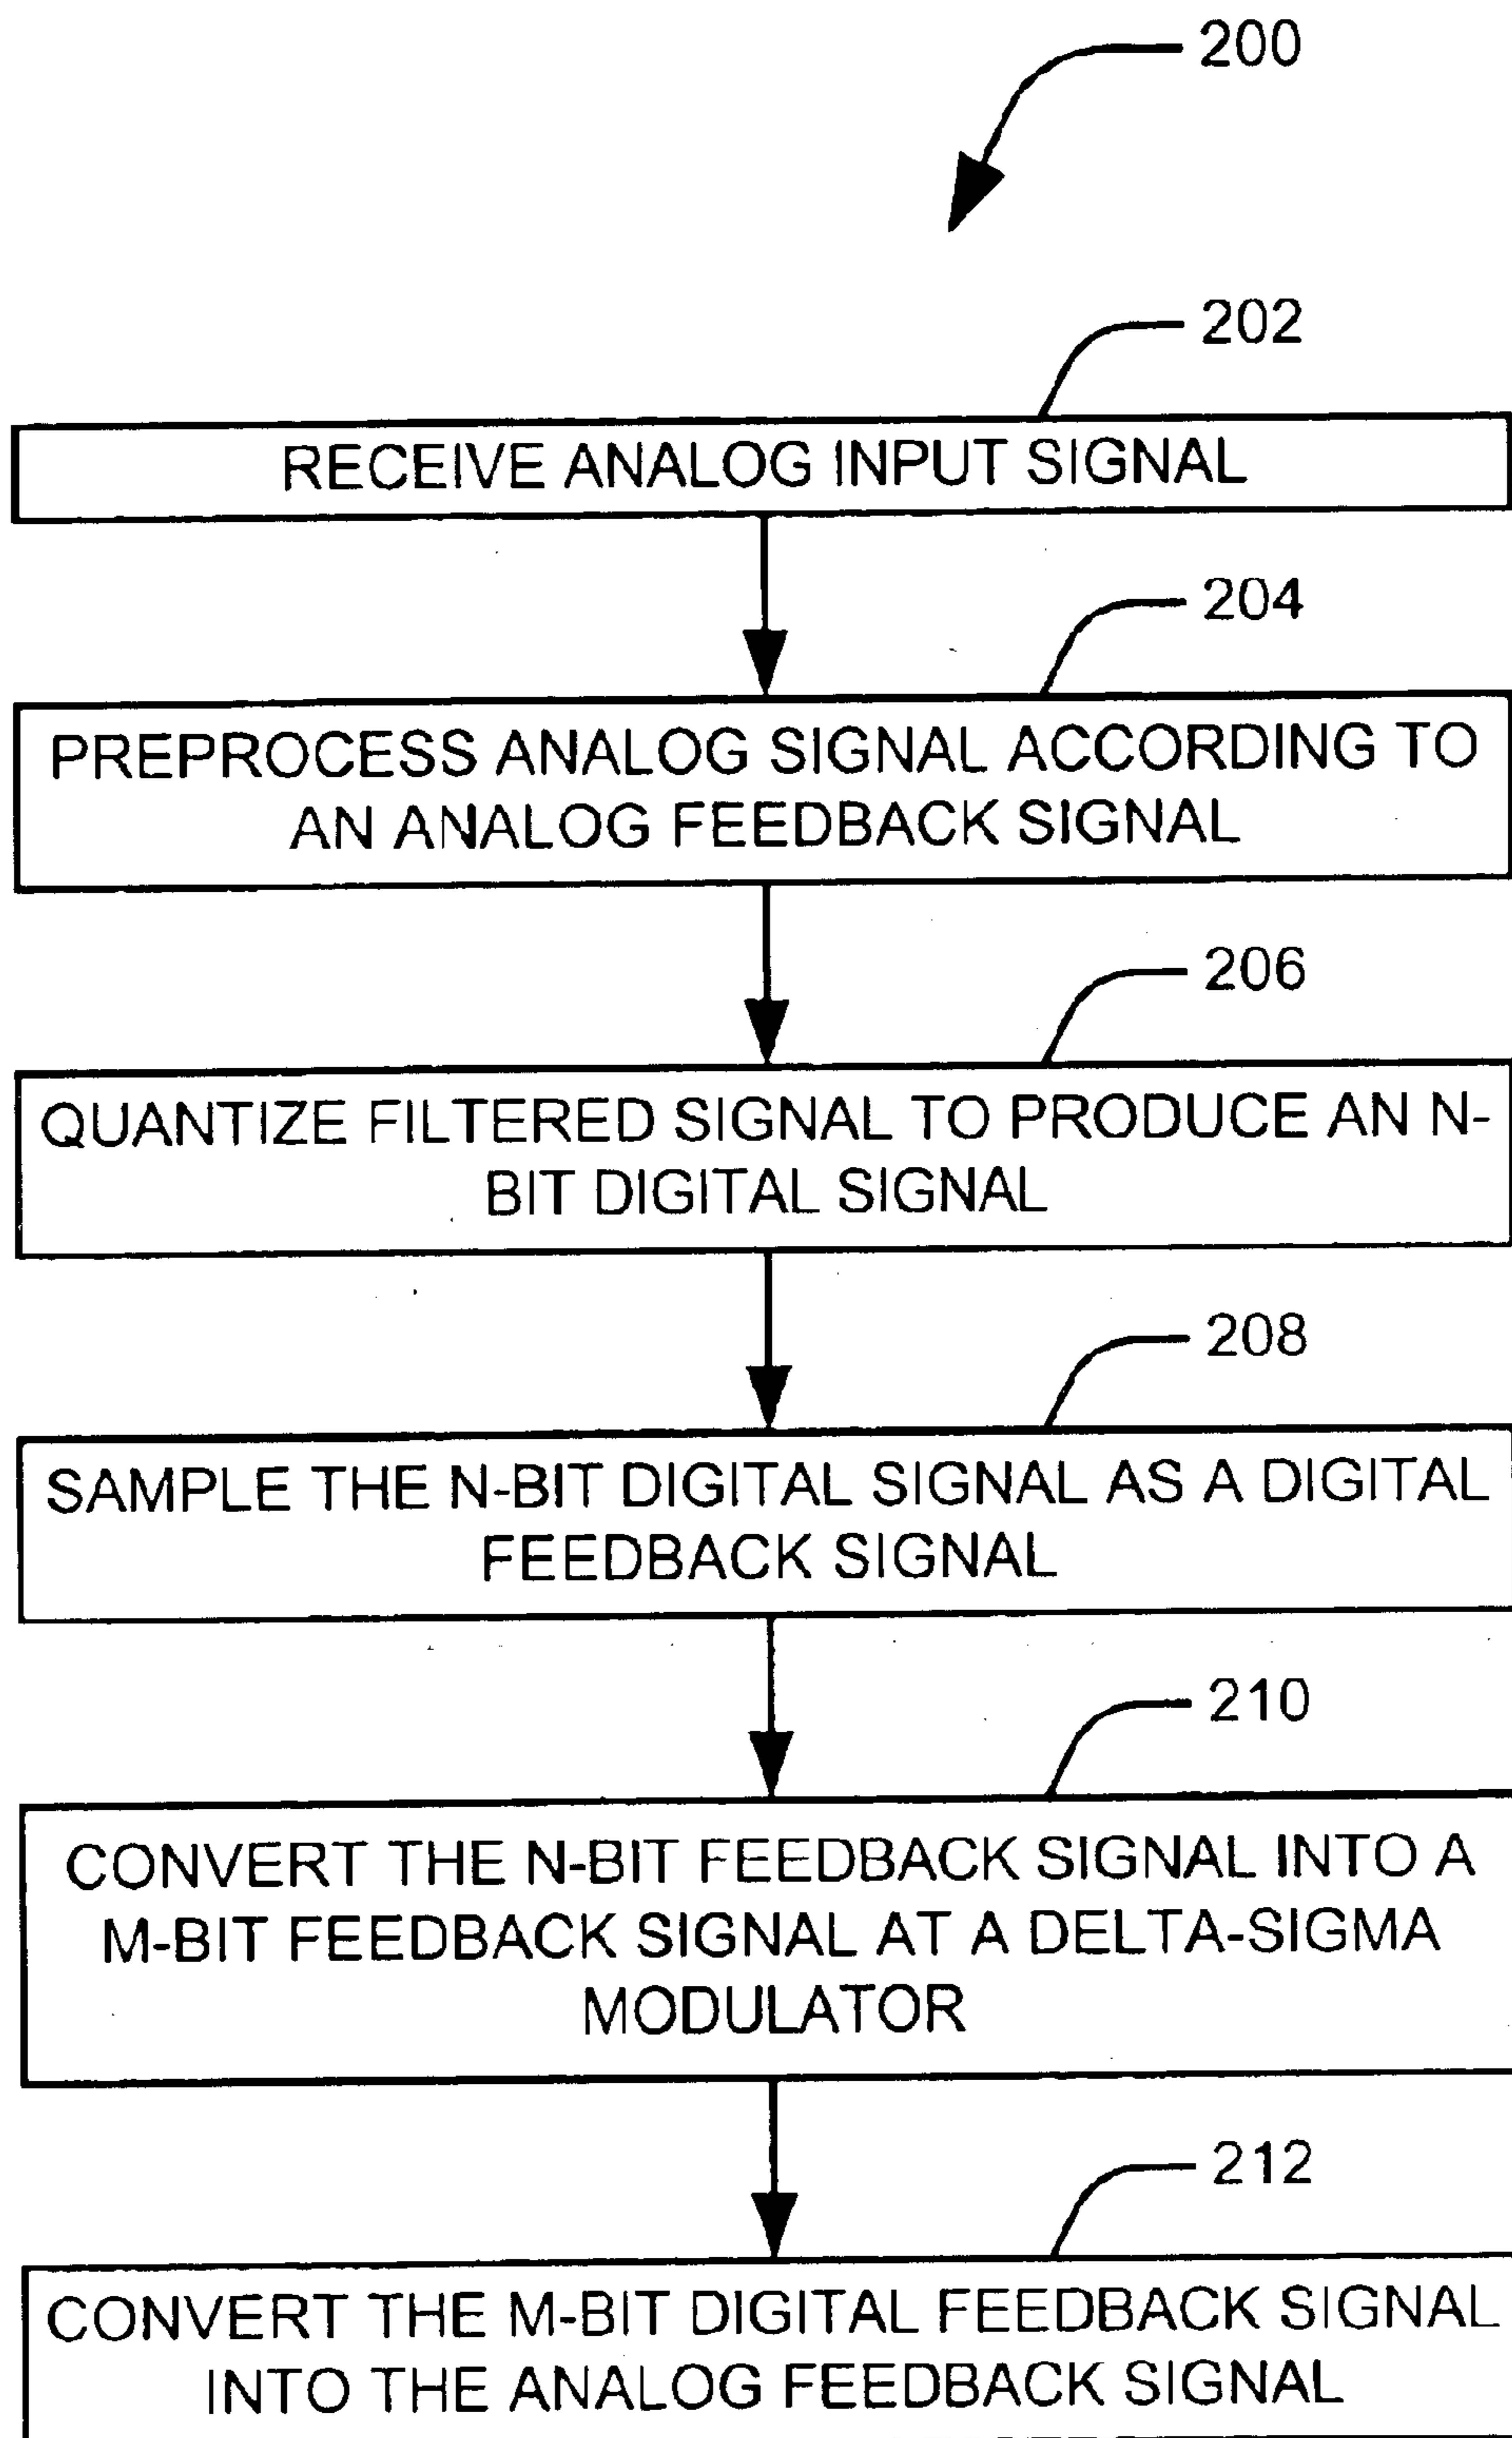 200
202
RECEIVE ANALOG INPUT SIGNAL
204
PREPROCESS ANALOG SIGNAL ACCORDING TO
AN ANALOG FEEDBACK SIGNAL
206
QUANTIZE FILTERED SIGNAL TO PRODUCE AN N-
BIT DIGITAL SIGNAL
208
SAMPLE THE N-BIT DIGITAL SIGNAL AS A DIGITAL
FEEDBACK SIGNAL
210
CONVERT THE N-BIT FEEDBACK SIGNAL INTO A
M-BIT FEEDBACK SIGNAL AT A DELTA-SIGMA
MODULATOR
212
CONVERT THE M-BIT DIGITAL FEEDBACK SIGNAL
INTO THE ANALOG FEEDBACK SIGNAL